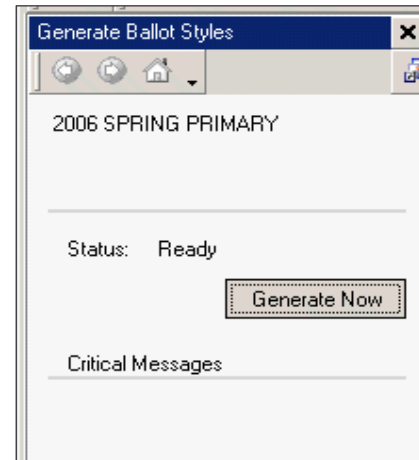 Generate Ballot Styles
2006 SPRING PRIMARY
Status: Ready
Generate Now
Critical Messages